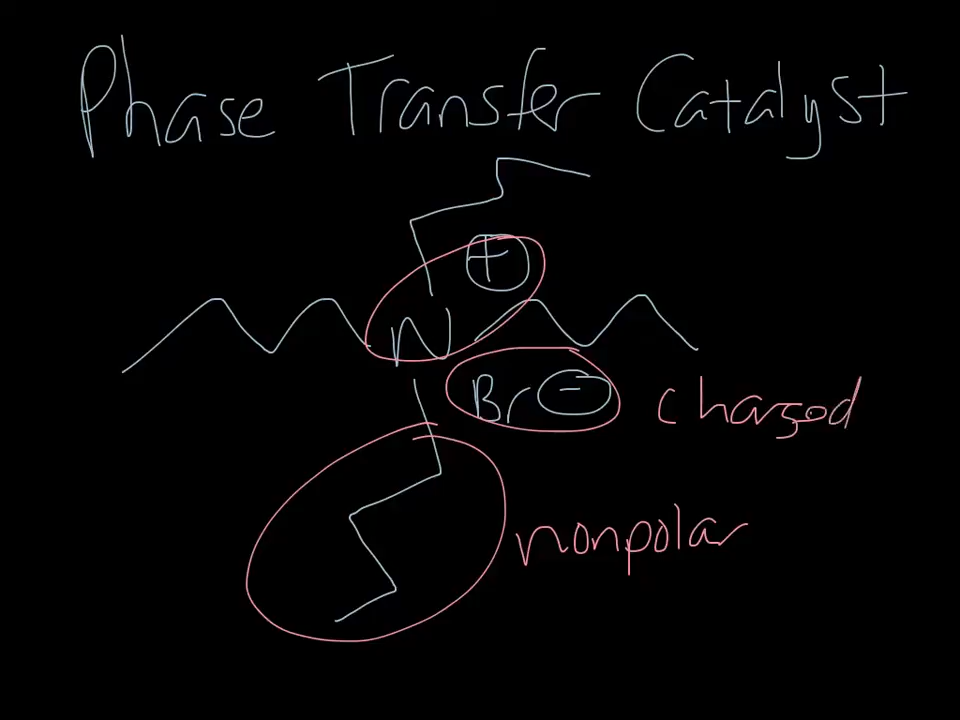 Phase Transfer Catalyst
+
N
Br -
charged
nonpolar